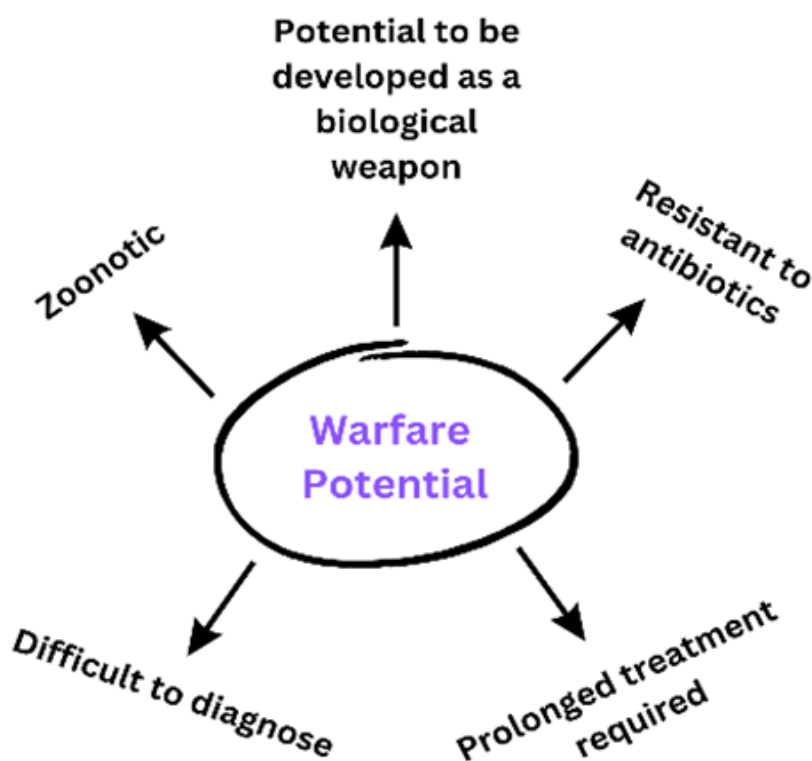 Potential to be
developed as a
biological
weapon
Zoonotic
Resistant to
antibiotics
Warfare
Potential
Difficult to diagnose
Prolonged treatment
required